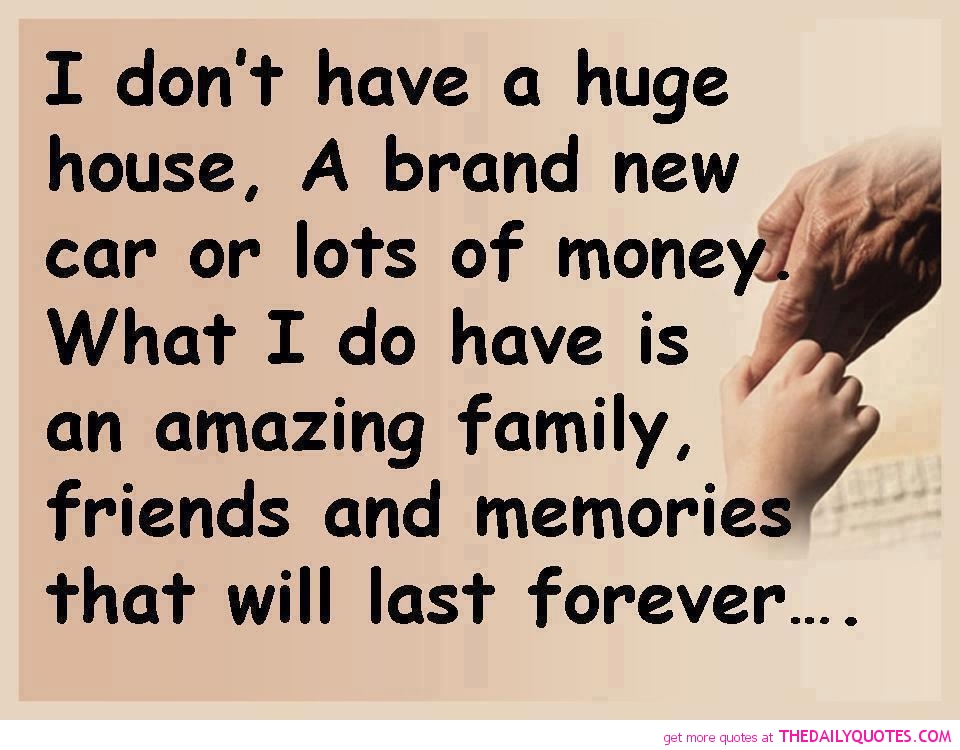 I don't have a huge
house, A brand new
car or lots of money.
What I do have is
an amazing family,
friends and memories
that will last forever….
get more quotes at THEDAILYQUOTES.COM